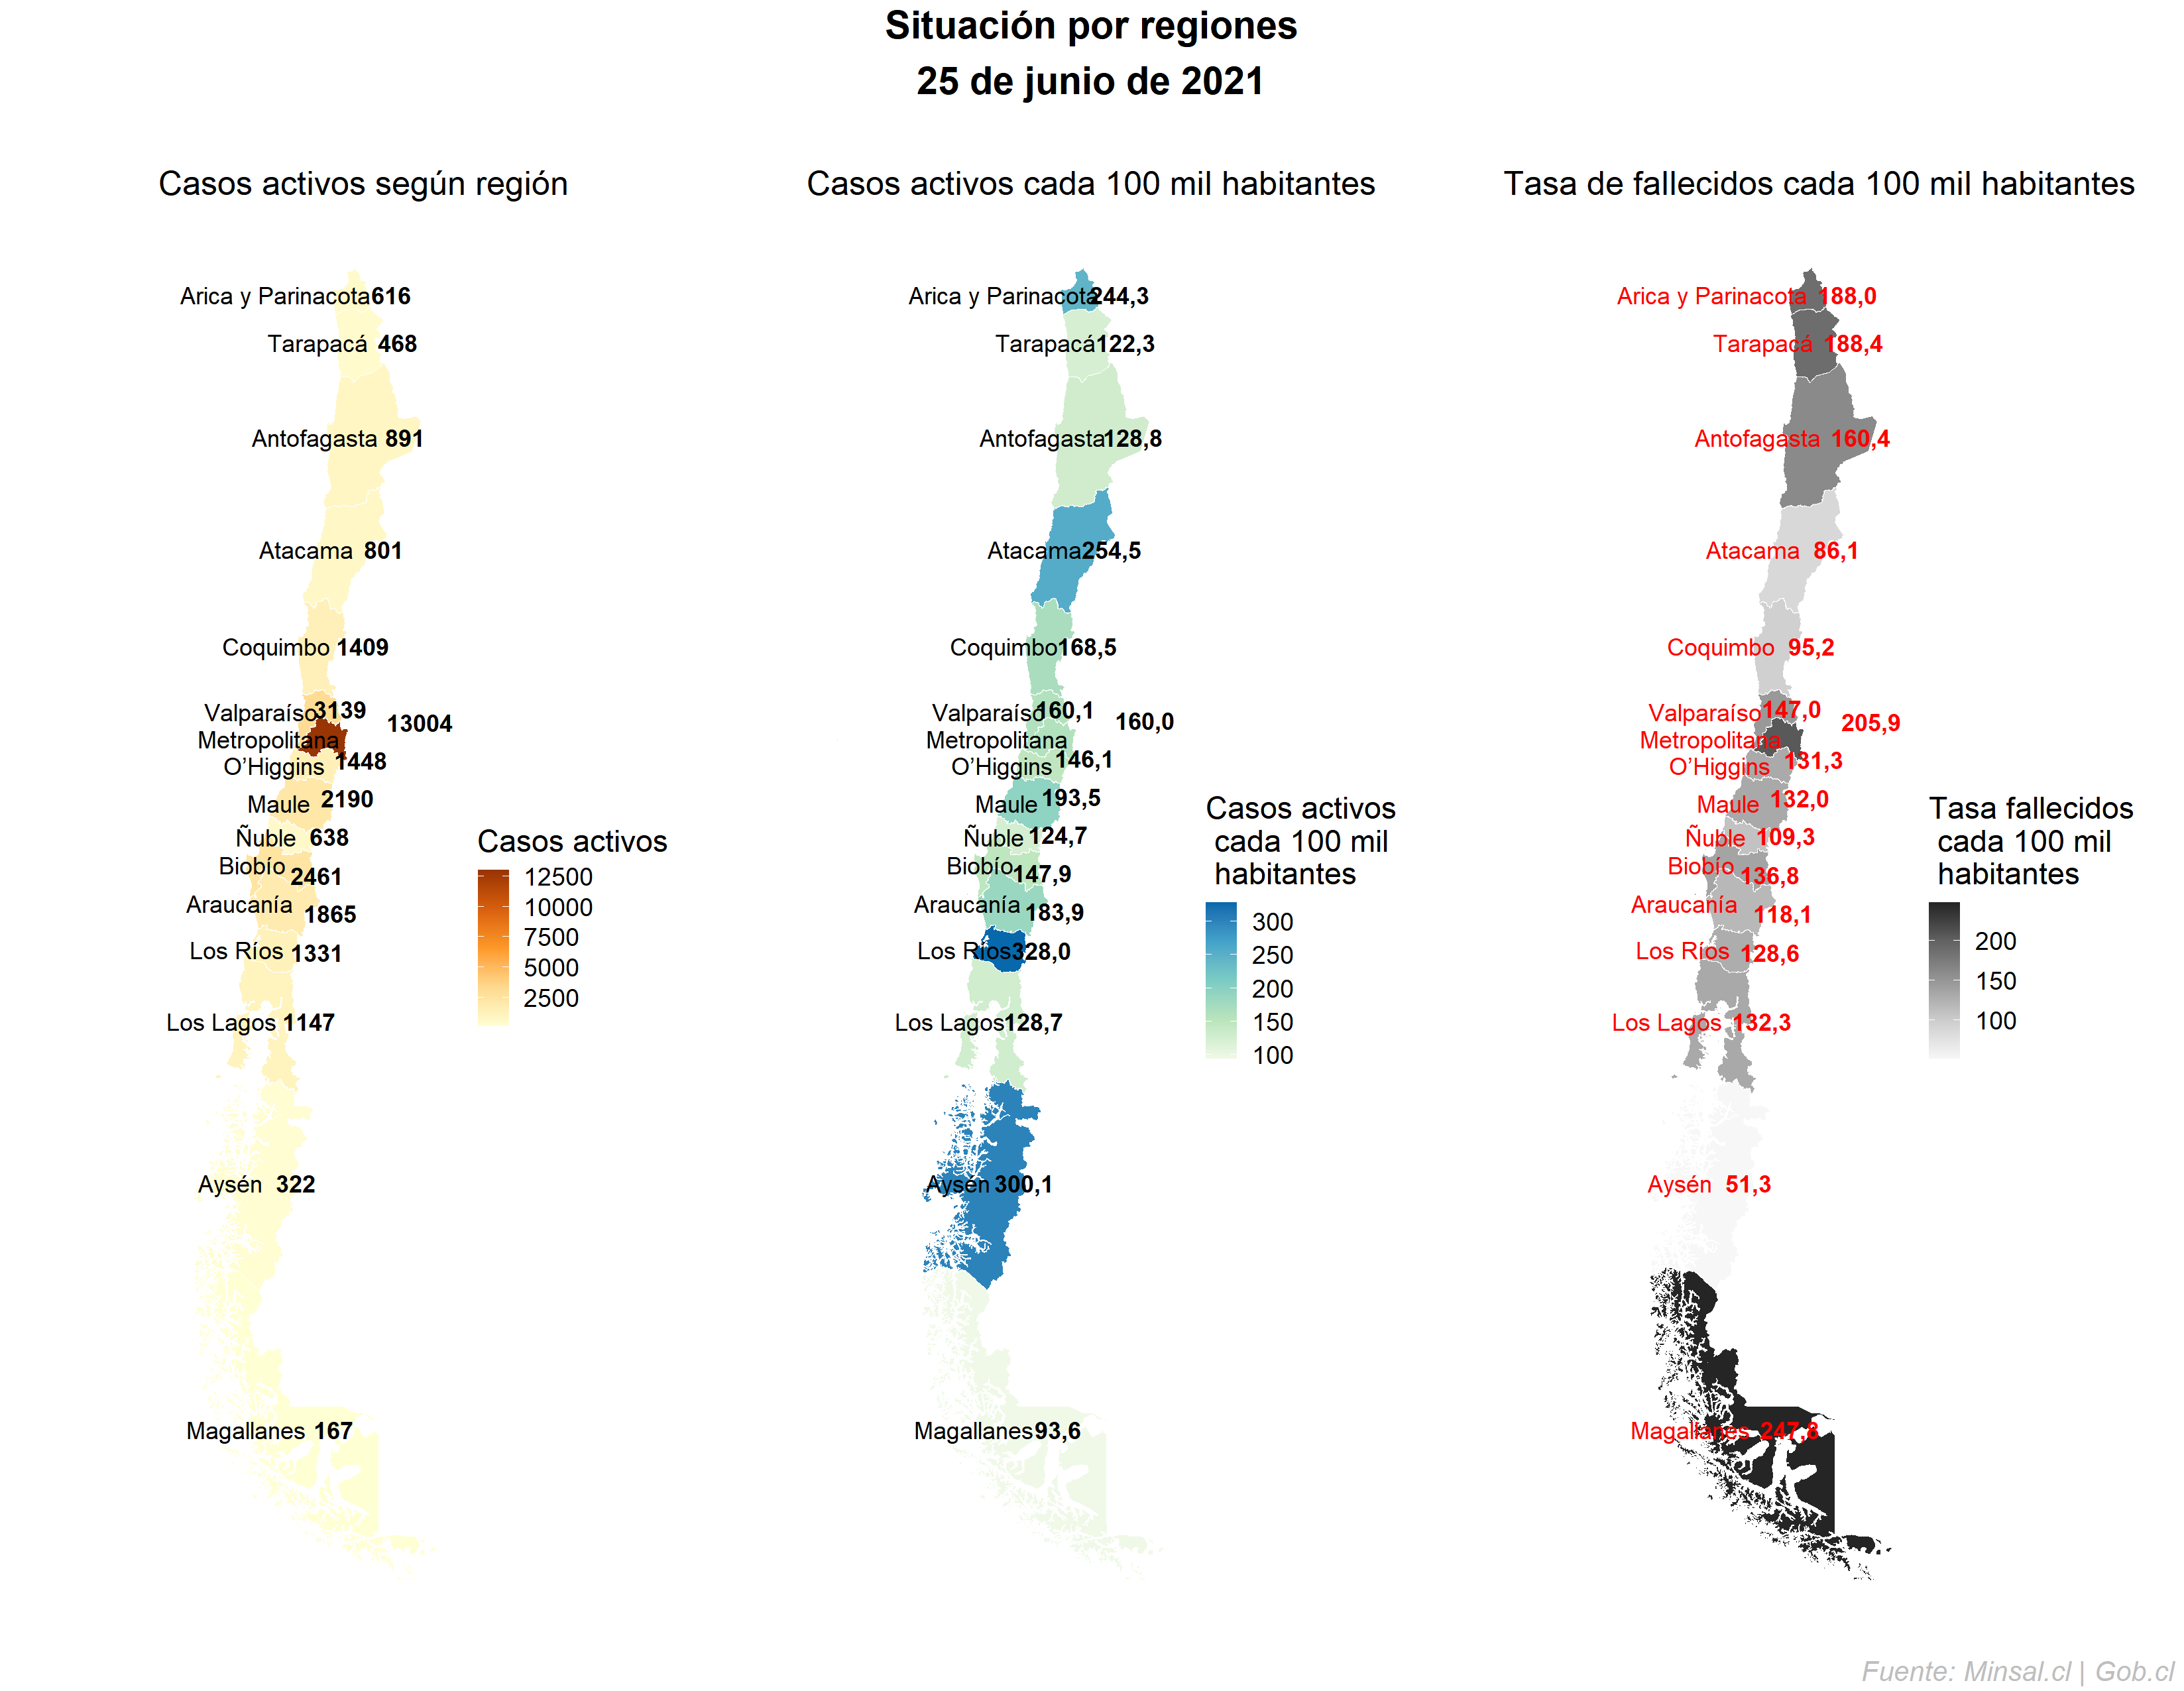 Situación por regiones
25 de junio de 2021
Casos activos según región
Arica y Parinacota 616
Tarapacá 468
Antofagasta 891
Atacama 801
Coquimbo 1409
Valparaíso 3139
Metropolitana 13004
O’Higgins 1448
Maule 2190
Ñuble 638
Biobío 2461
Araucanía 1865
Los Ríos 1331
Los Lagos 1147
Aysén 322
Magallanes 167
Casos activos
12500
10000
7500
5000
2500
Casos activos cada 100 mil habitantes
Arica y Parinacota 244,3
Tarapacá 122,3
Antofagasta 128,8
Atacama 254,5
Coquimbo 168,5
Valparaíso 160,1
Metropolitana 160,0
O’Higgins 146,1
Maule 193,5
Ñuble 124,7
Biobío 147,9
Araucanía 183,9
Los Ríos 328,0
Los Lagos 128,7
Aysén 300,1
Magallanes 93,6
Casos activos
cada 100 mil
habitantes
300
250
200
150
100
Tasa de fallecidos cada 100 mil habitantes
Arica y Parinacota 188,0
Tarapacá 188,4
Antofagasta 160,4
Atacama 86,1
Coquimbo 95,2
Valparaíso 147,0
Metropolitana 205,9
O’Higgins 131,3
Maule 132,0
Ñuble 109,3
Biobío 136,8
Araucanía 118,1
Los Ríos 128,6
Los Lagos 132,3
Aysén 51,3
Magallanes 247,8
Tasa fallecidos
cada 100 mil
habitantes
200
150
100
Fuente: Minsal.cl | Gob.cl